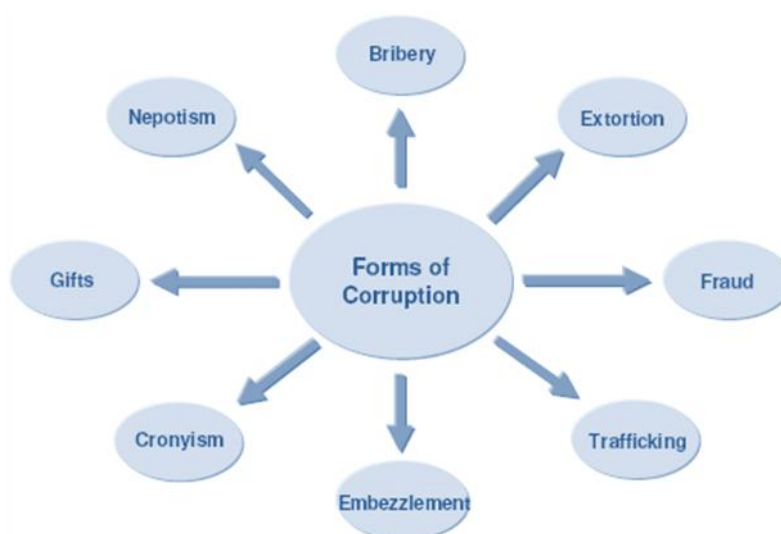 Bribery
Nepotism
Extortion
Forms of
Corruption
Gifts
Fraud
Cronyism
Trafficking
Embezzlement